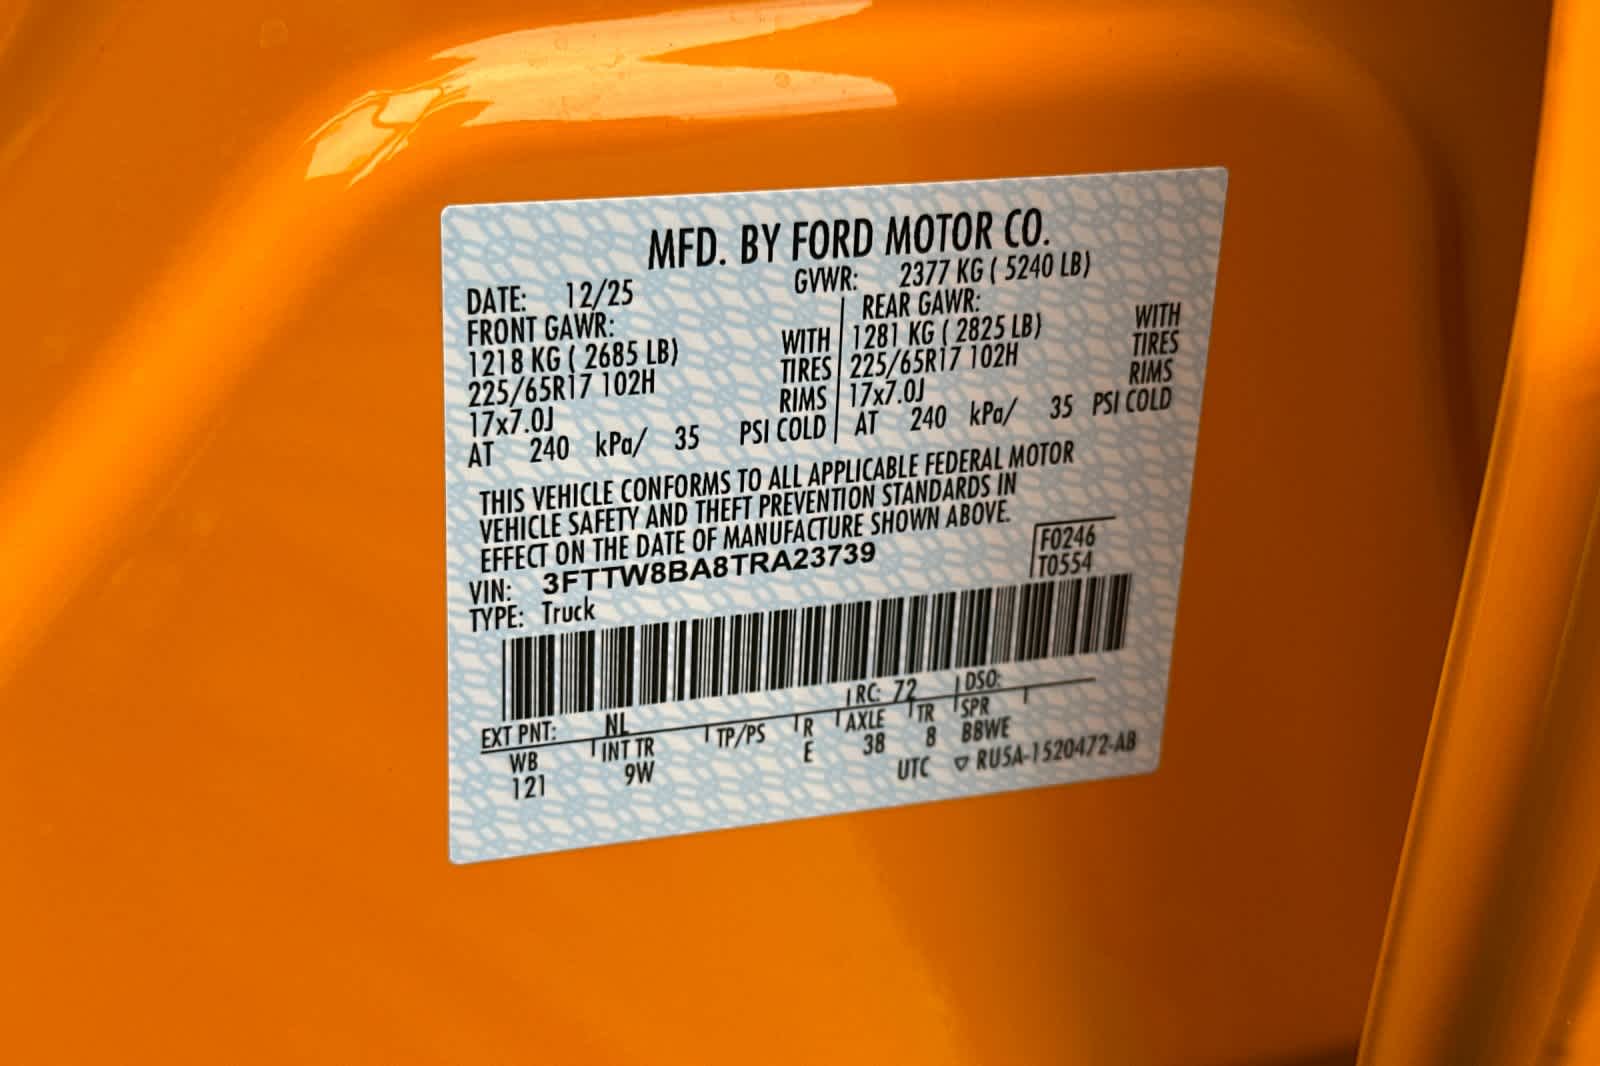 MFD. BY FORD MOTOR CO.
DATE: 12/25 GVWR: 2377 KG ( 5240 LB)
FRONT GAWR: REAR GAWR:
1218 KG ( 2685 LB) WITH 1281 KG ( 2825 LB) WITH
225/65R17 102H TIRES 225/65R17 102H TIRES
17x7.0J RIMS 17x7.0J RIMS
AT 240 kPa/ 35 PSI COLD AT 240 kPa/ 35 PSI COLD
THIS VEHICLE CONFORMS TO ALL APPLICABLE FEDERAL MOTOR
VEHICLE SAFETY AND THEFT PREVENTION STANDARDS IN
EFFECT ON THE DATE OF MANUFACTURE SHOWN ABOVE.
VIN: 3FTTW8BA8TRA23739 F0246
TYPE: Truck T0554
EXT PNT: NL RC: 72 DSO:
WB INT TR TP/PS R AXLE TR SPR
121 9W E 38 8 BBWE
UTC ▽ RU5A-1520472-AB